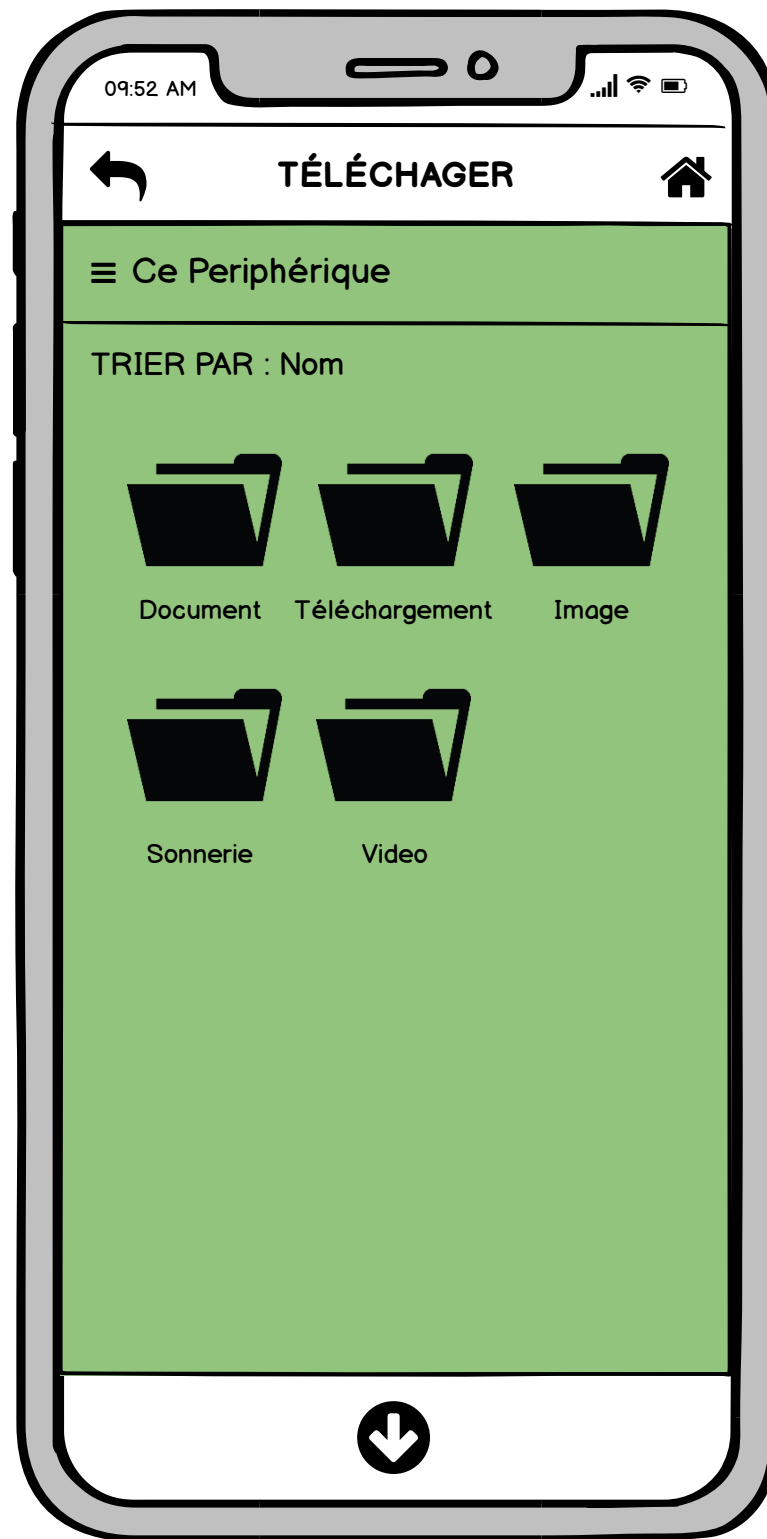 09:52 AM
TÉLÉCHAGER
Ce Periphérique
TRIER PAR : Nom
Document Téléchargement Image
Sonnerie Video